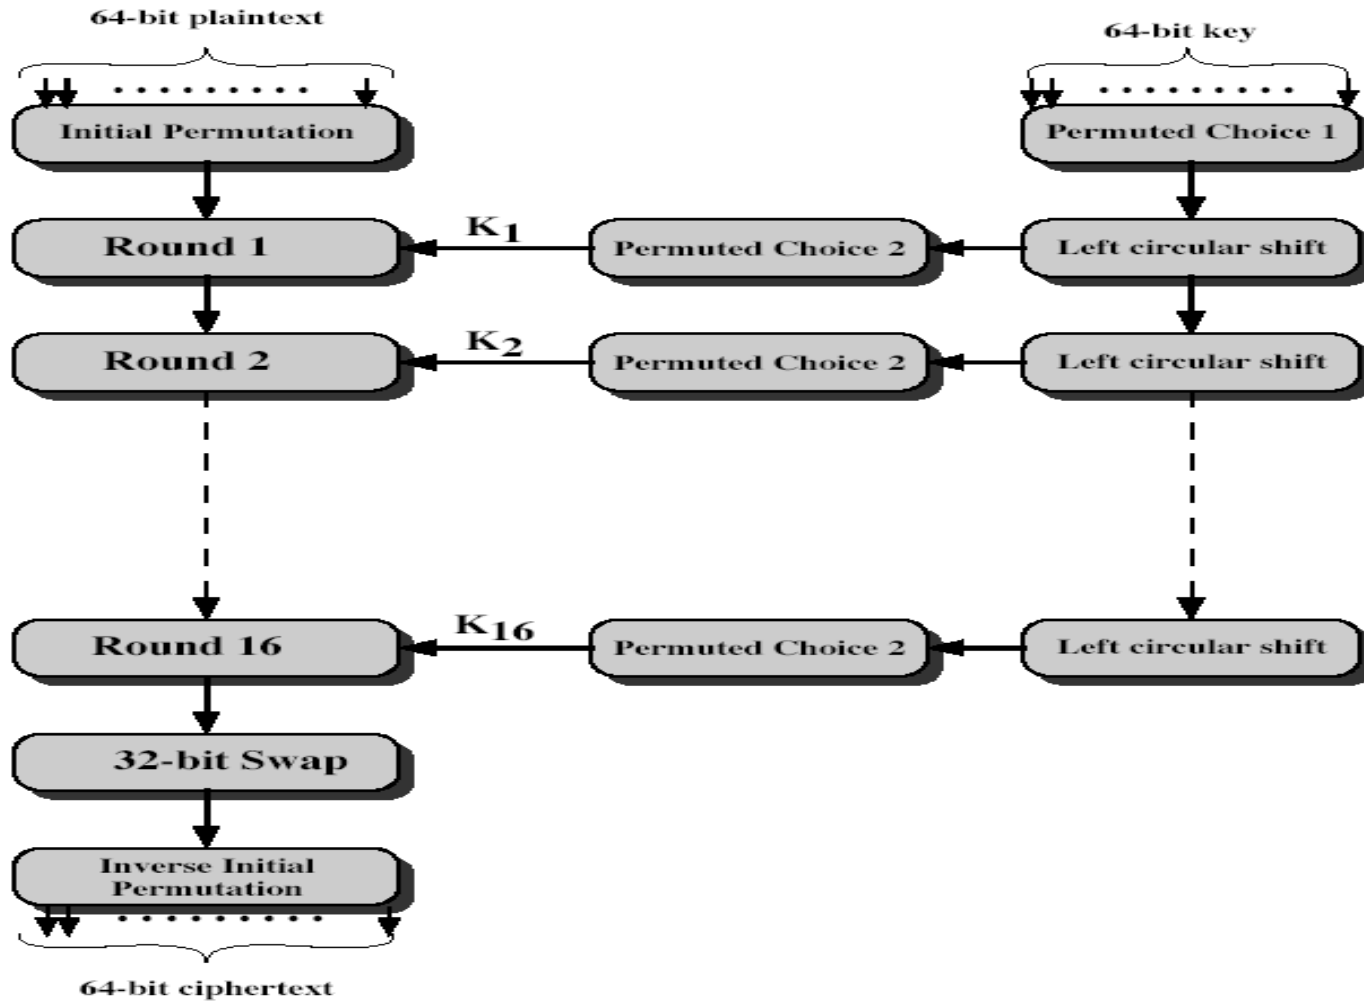 64-bit plaintext
64-bit key
Initial Permutation
Permuted Choice 1
Round 1
K1
Permuted Choice 2
Left circular shift
Round 2
K2
Permuted Choice 2
Left circular shift
Round 16
K16
Permuted Choice 2
Left circular shift
32-bit Swap
Inverse Initial
Permutation
64-bit ciphertext